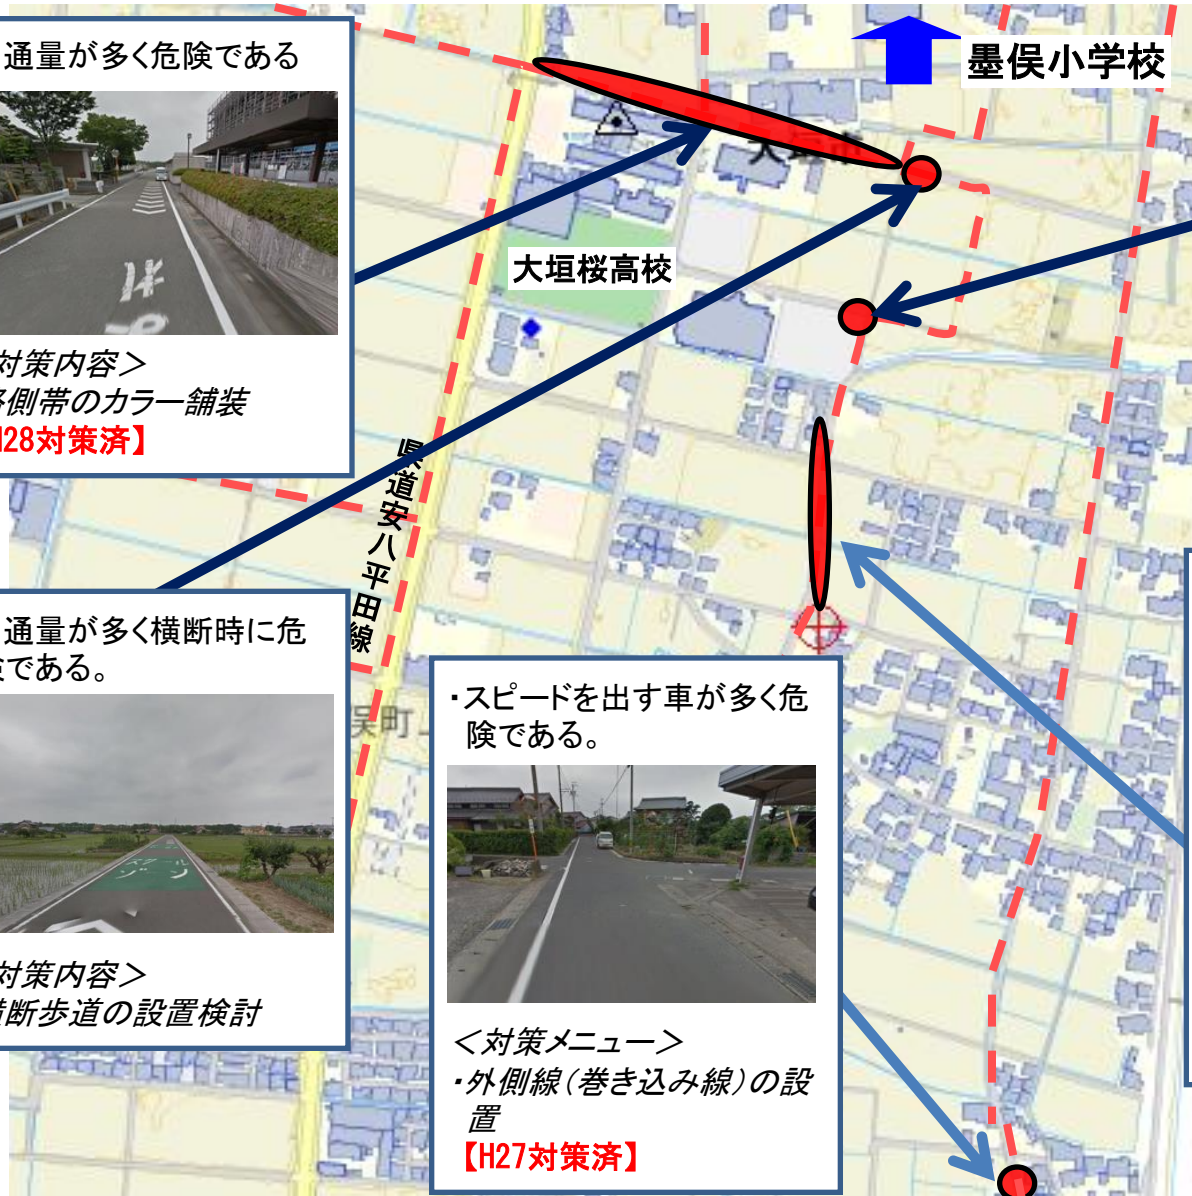 通量が多く危険である
対策内容＞
側帯のカラー舗装
28対策済】
墨俣小学校
大垣市
大垣桜高校
県道安八平田線
通量が多く横断時に危
である。
対策内容＞
断歩道の設置検討
俣町
・スピードを出す車が多く危
険である。
＜対策メニュー＞
・外側線（巻き込み線）の設
置
【H27対策済】